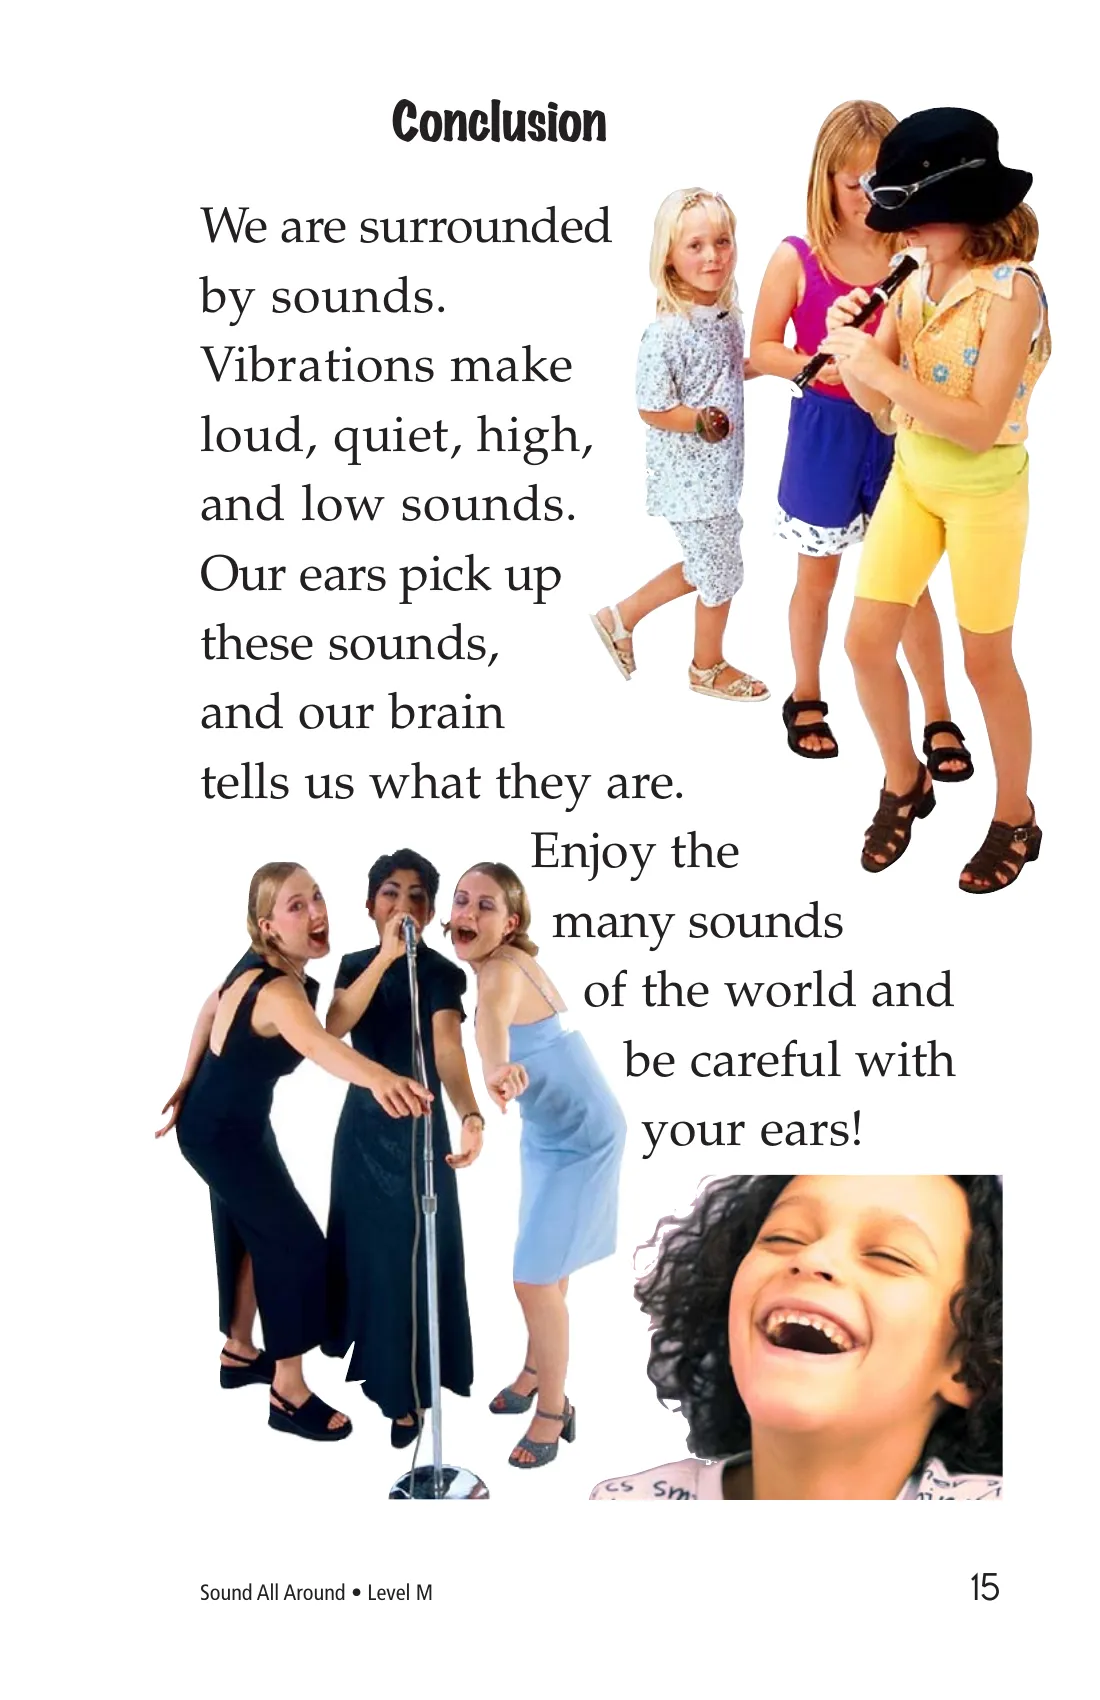 Conclusion
We are surrounded
by sounds.
Vibrations make
loud, quiet, high,
and low sounds.
Our ears pick up
these sounds,
and our brain
tells us what they are.
Enjoy the
many sounds
of the world and
be careful with
your ears!
Sound All Around • Level M
15